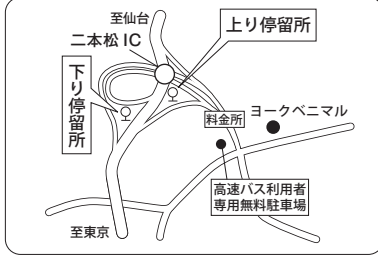 至仙台
二本松 IC
上り停留所
下り停留所
料金所
ヨークベニマル
高速バス利用者
専用無料駐車場
至東京